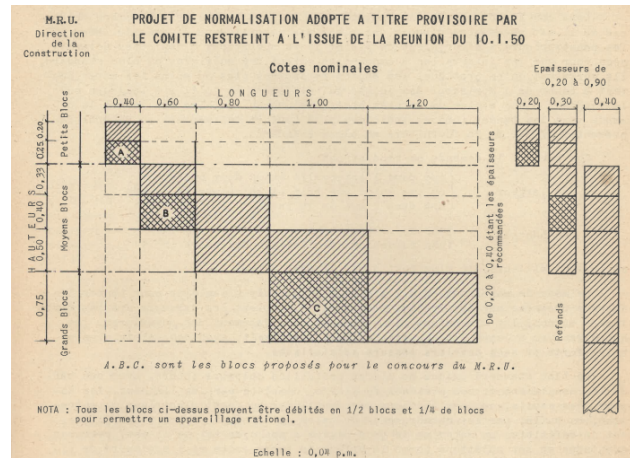 M.R.U.
Direction
de la
Construction
PROJET DE NORMALISATION ADOPTE A TITRE PROVISOIRE PAR
LE COMITE RESTREINT A L'ISSUE DE LA REUNION DU 10.1.50
Cotes nominales
Epaisseurs de
0,20 à 0,90
LONGUEURS
0,40 0,60 0,80 1,00 1,20
0,20 0,30 0,40
HAUTEURS
0,20
0,25
0,33
0,40
0,50
0,75
Petits Blocs
Moyens Blocs
Grands Blocs
A
B
C
De 0,20 à 0,40 étant les épaisseurs
recommandées
Refends
A.B.C. sont les blocs proposés pour le concours du M.R.U.
NOTA : Tous les blocs ci-dessus peuvent être débités en 1/2 blocs et 1/4 de blocs
pour permettre un appareillage rationel.
Echelle : 0,04 p.m.